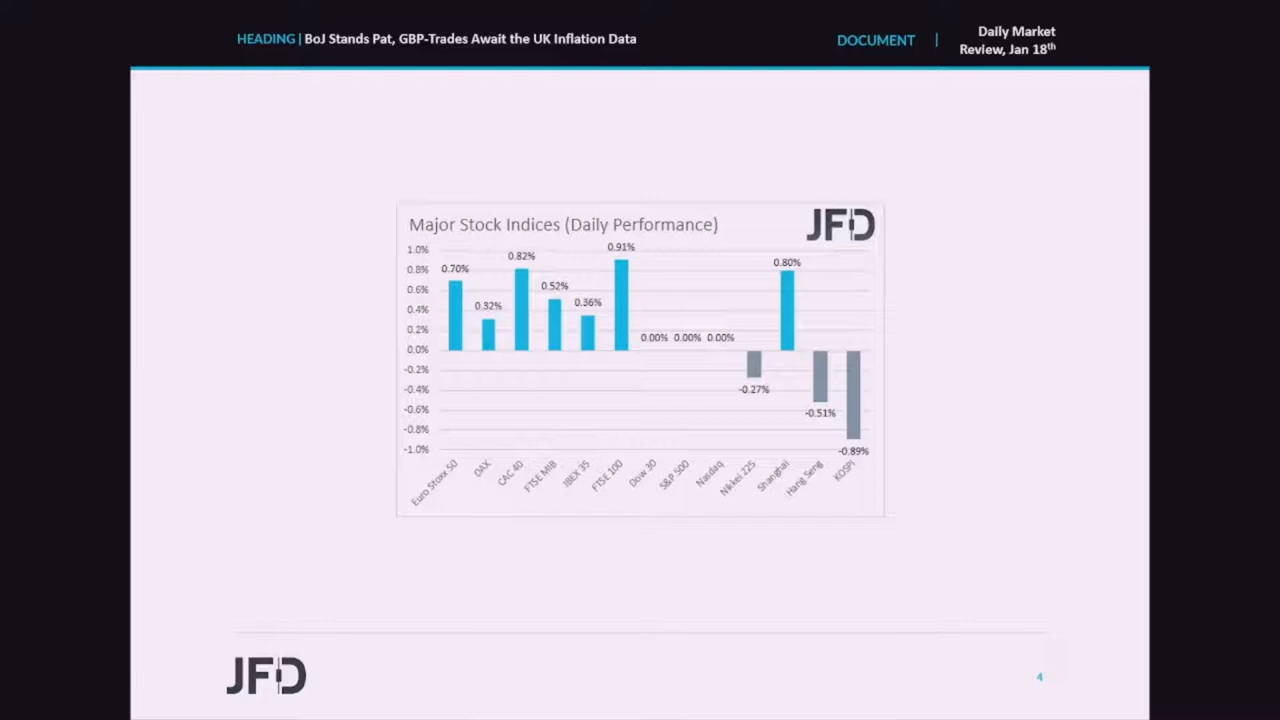 HEADING | BoJ Stands Pat, GBP-Trades Await the UK Inflation Data
DOCUMENT | Daily Market
Review, Jan 18th
Major Stock Indices (Daily Performance)
JFD
1.0%
0.8%
0.6%
0.4%
0.2%
0.0%
-0.2%
-0.4%
-0.6%
-0.8%
-1.0%
0.70%
0.32%
0.82%
0.52%
0.36%
0.91%
0.00%
0.00%
0.00%
-0.27%
0.80%
-0.51%
-0.89%
Euro Stoxx 50
DAX
CAC 40
FTSE MIB
IBEX 35
FTSE 100
Dow 30
S&P 500
Nasdaq
Nikkei 225
Shanghai
Hang Seng
KOSPI
JFD
4